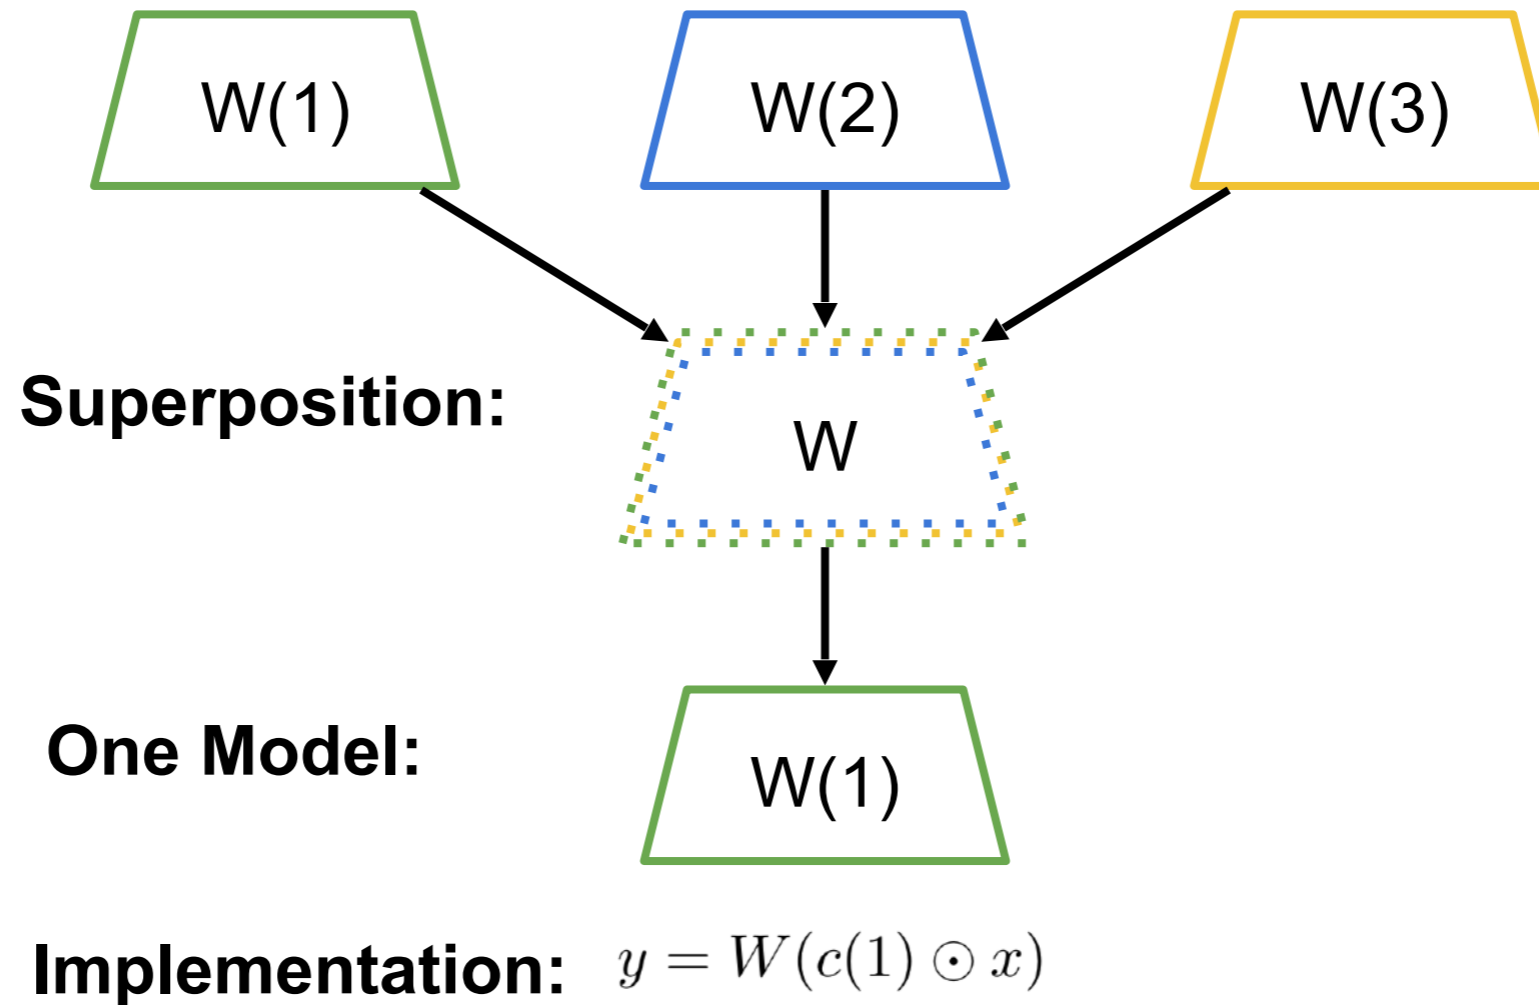 W(1) W(2) W(3)
Superposition:
W
One Model:
W(1)
Implementation: y = W(c(1) ⊙ x)